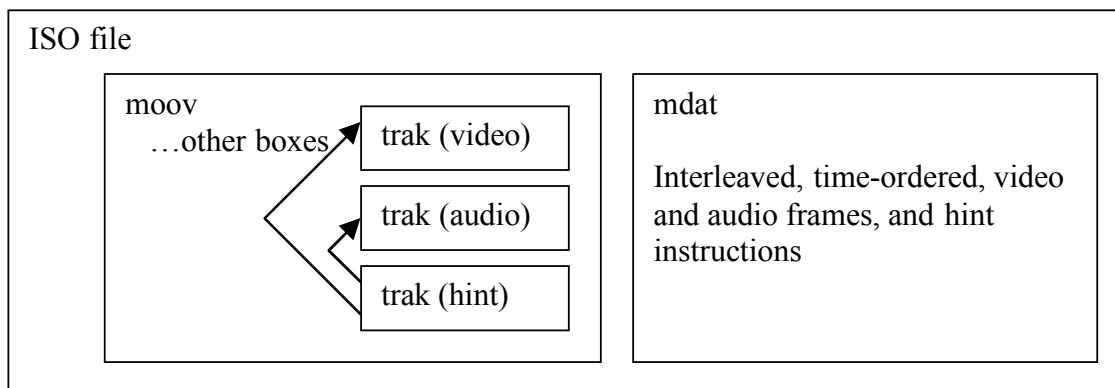 ISO file
moov
…other boxes
trak (video)
trak (audio)
trak (hint)
mdat
Interleaved, time-ordered, video
and audio frames, and hint
instructions